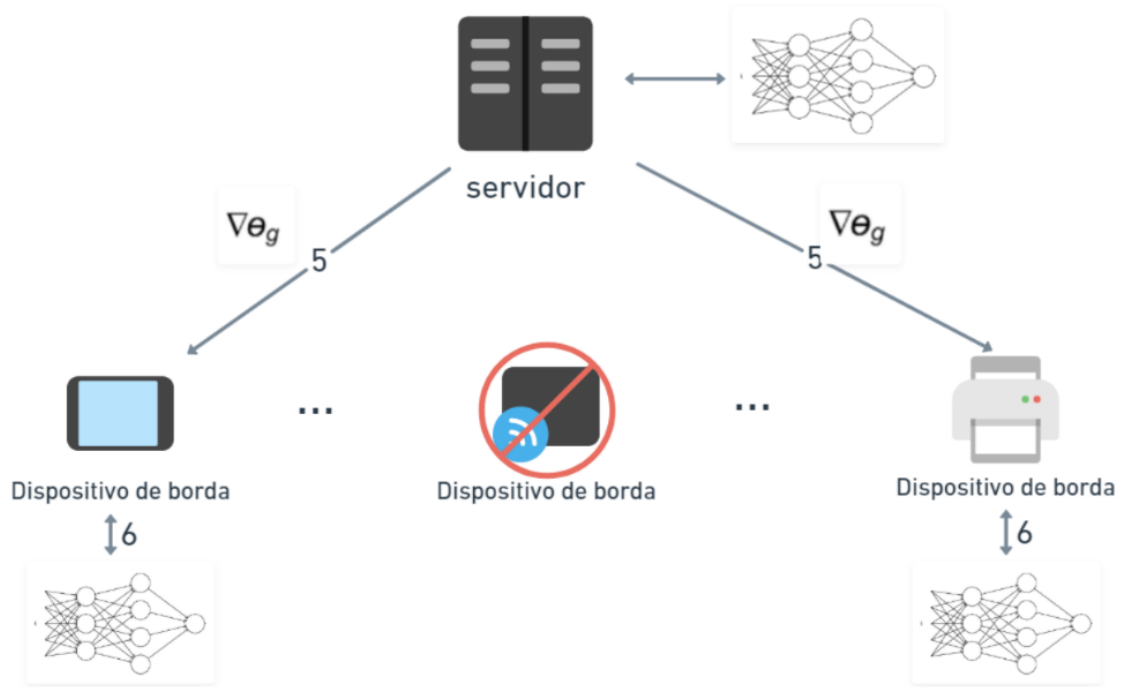 servidor
∇θg
5
∇θg
5
...
...
Dispositivo de borda
Dispositivo de borda
Dispositivo de borda
6
6